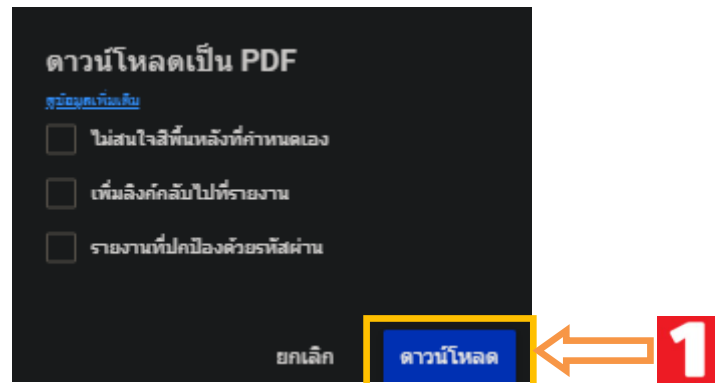 ดาวน์โหลดเป็น PDF
ดูข้อมูลเพิ่มเติม
ไม่สนใจสีพื้นหลังที่กำหนดเอง
เพิ่มลิงค์กลับไปที่รายงาน
รายงานที่ปกป้องด้วยรหัสผ่าน
ยกเลิก ดาวน์โหลด 1